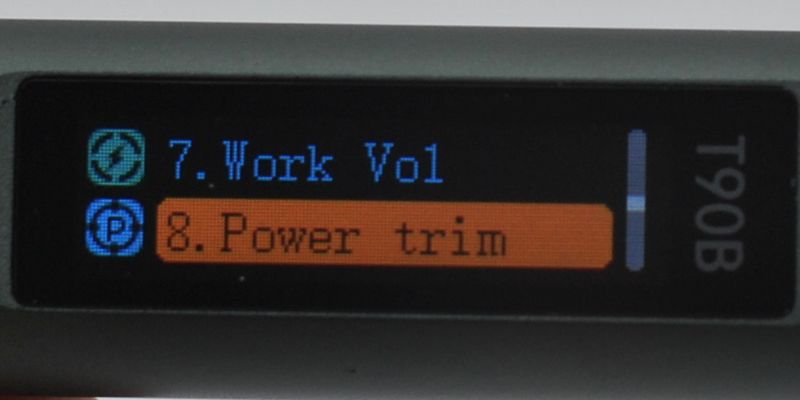 7.Work Vol
8.Power trim
T90B
P